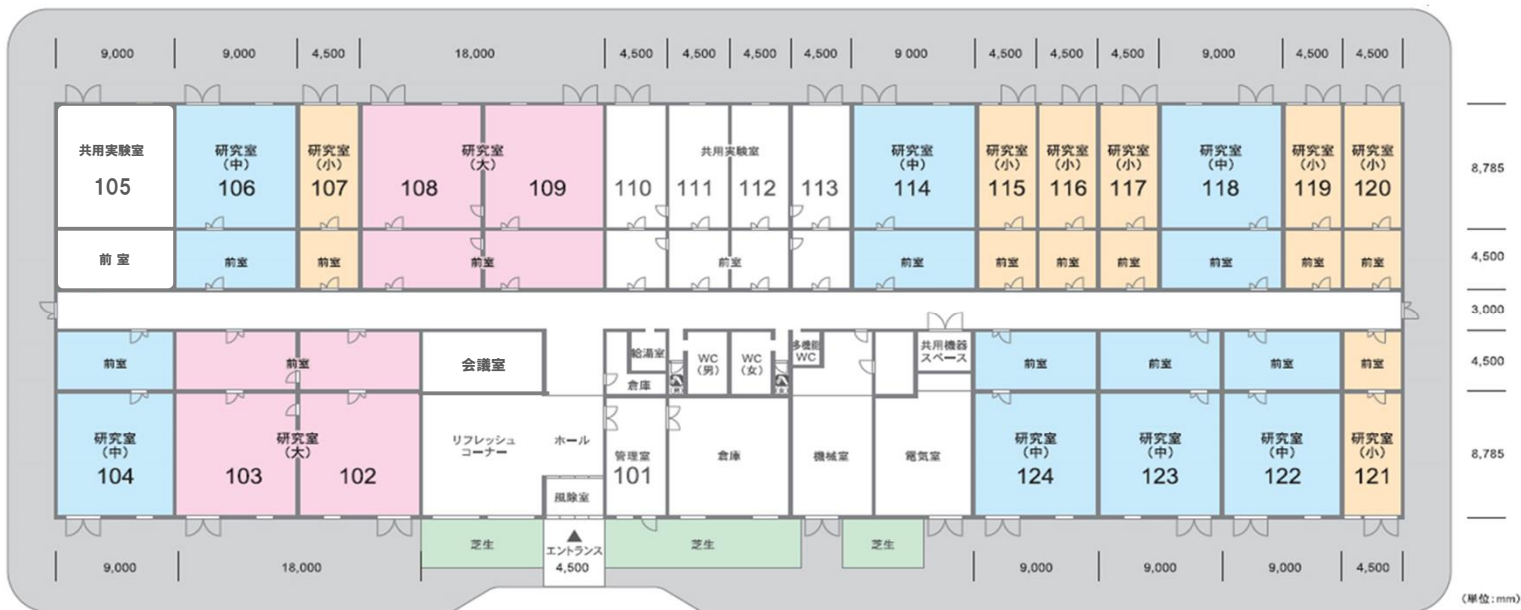 9,000
9,000
4,500
18,000
4,500
4,500
4,500
4,500
9 000
4,500
4,500
4,500
9,000
4,500
4,500
共用実験室
105
研究室
(中)
106
研究室
(小)
107
研究室
(大)
108
109
110
共用実験室
111
112
113
研究室
(中)
114
研究室
(小)
115
研究室
(小)
116
研究室
(小)
117
研究室
(中)
118
研究室
(小)
119
研究室
(小)
120
8,785
前 室
前室
前室
前室
前室
前室
前室
前室
前室
前室
前室
前室
4,500
3,000
前室
前室
会議室
給湯室
倉庫
WC
(男)
WC
(女)
多機能
WC
共用機器
スペース
前室
前室
前室
前室
4,500
研究室
(中)
104
研究室
(大)
103
102
リフレッシュ
コーナー
ホール
風除室
管理室
101
倉庫
機械室
電気室
研究室
(中)
124
研究室
(中)
123
研究室
(中)
122
研究室
(小)
121
8,785
芝生
エントランス
4,500
芝生
芝生
9,000
18,000
9,000
9,000
9,000
4,500
(単位:mm)